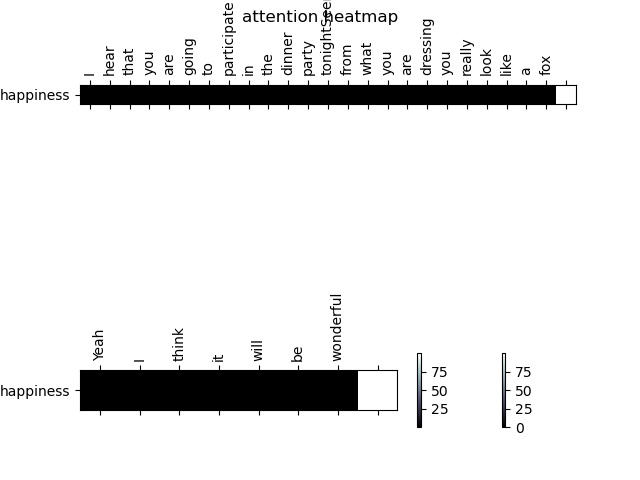 attention heatmap
I hear that you are going to participate in the dinner party tonight,seen from what you are dressing you really look like a fox
happiness
Yeah I think it will be wonderful
happiness
75 75
50 50
25 25
0